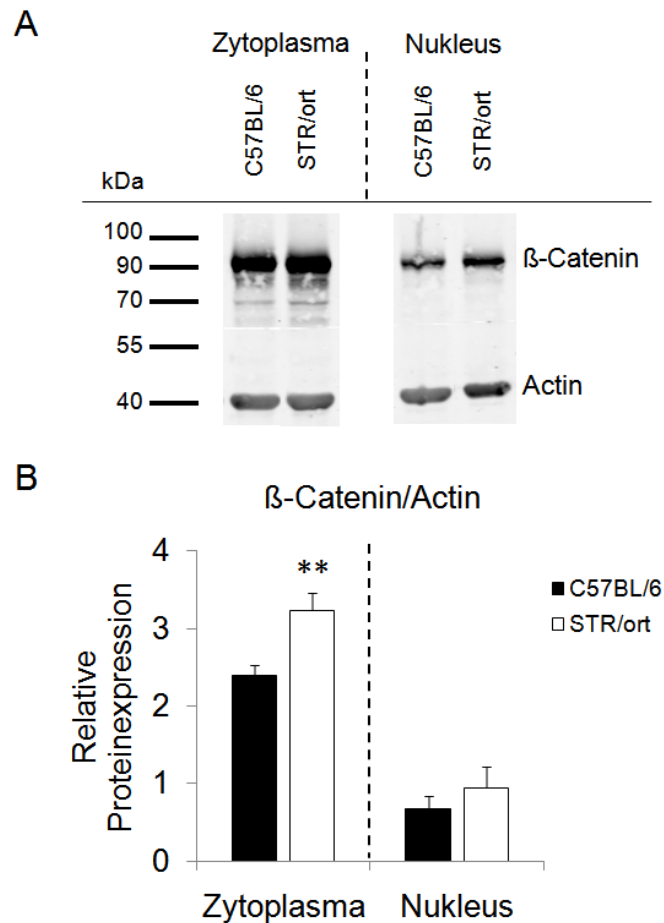 A
Zytoplasma
Nukleus
C57BL/6
STR/ort
C57BL/6
STR/ort
kDa
100
90
70
55
40
ß-Catenin
Actin
B
ß-Catenin/Actin
Relative
Proteinexpression
4
3
2
1
0
**
C57BL/6
STR/ort
Zytoplasma
Nukleus